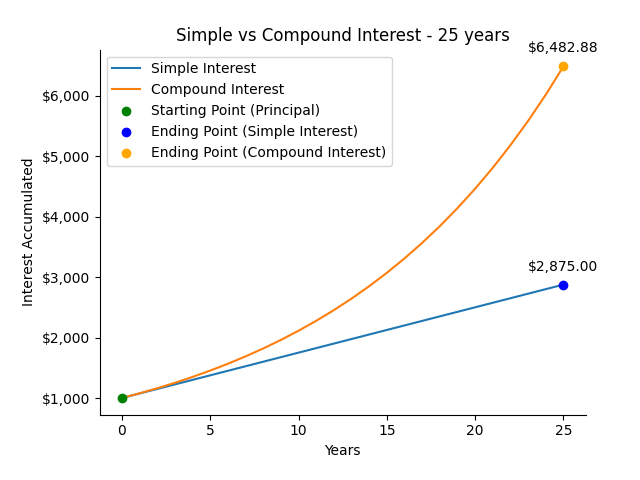 Simple vs Compound Interest - 25 years
$6,482.88
Simple Interest
Compound Interest
Starting Point (Principal)
Ending Point (Simple Interest)
Ending Point (Compound Interest)
$6,000
$5,000
$4,000
$3,000
$2,000
$1,000
Interest Accumulated
$2,875.00
0 5 10 15 20 25
Years